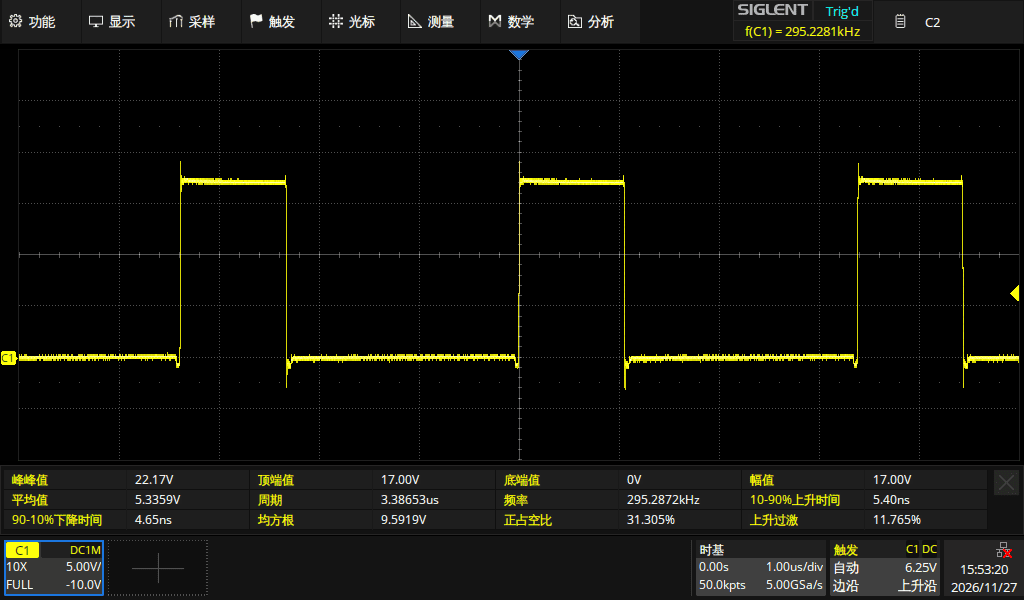 功能 显示 采样 触发 光标 测量 数学 分析 SIGLENT Trig'd C2
f(C1) = 295.2281kHz
C1
峰峰值 22.17V 顶端值 17.00V 底端值 0V 幅值 17.00V
平均值 5.3359V 周期 3.38653us 频率 295.2872kHz 10-90%上升时间 5.40ns
90-10%下降时间 4.65ns 均方根 9.5919V 正占空比 31.305% 上升过激 11.765%
C1 DC1M 时基 触发 C1 DC
10X 5.00V/ 0.00s 1.00us/div 自动 6.25V 15:53:20
FULL -10.0V 50.0kpts 5.00GSa/s 边沿 上升沿 2026/11/27